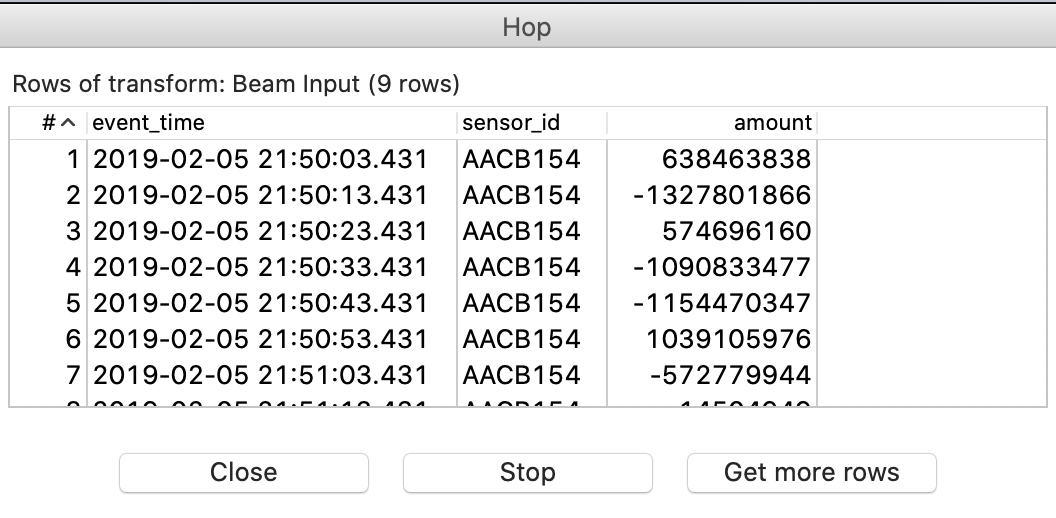 Hop
Rows of transform: Beam Input (9 rows)
# event_time sensor_id amount
1 2019-02-05 21:50:03.431 AACB154 638463838
2 2019-02-05 21:50:13.431 AACB154 -1327801866
3 2019-02-05 21:50:23.431 AACB154 574696160
4 2019-02-05 21:50:33.431 AACB154 -1090833477
5 2019-02-05 21:50:43.431 AACB154 -1154470347
6 2019-02-05 21:50:53.431 AACB154 1039105976
7 2019-02-05 21:51:03.431 AACB154 -572779944
Close Stop Get more rows